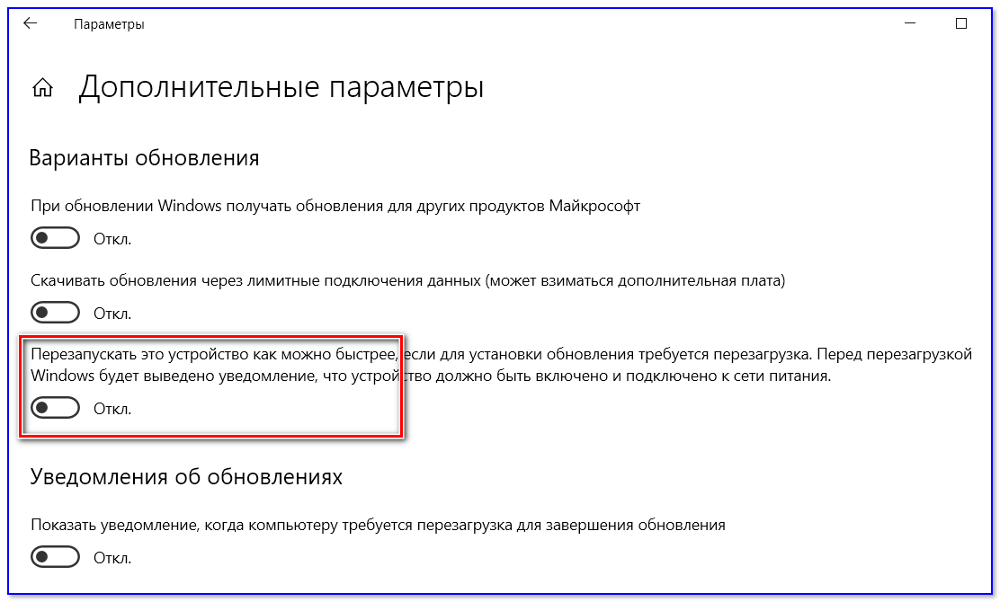 Параметры
Дополнительные параметры
Варианты обновления
При обновлении Windows получать обновления для других продуктов Майкрософт
Откл.
Скачивать обновления через лимитные подключения данных (может взиматься дополнительная плата)
Откл.
Перезапускать это устройство как можно быстрее, если для установки обновления требуется перезагрузка. Перед перезагрузкой
Windows будет выведено уведомление, что устройство должно быть включено и подключено к сети питания.
Откл.
Уведомления об обновлениях
Показать уведомление, когда компьютеру требуется перезагрузка для завершения обновления
Откл.